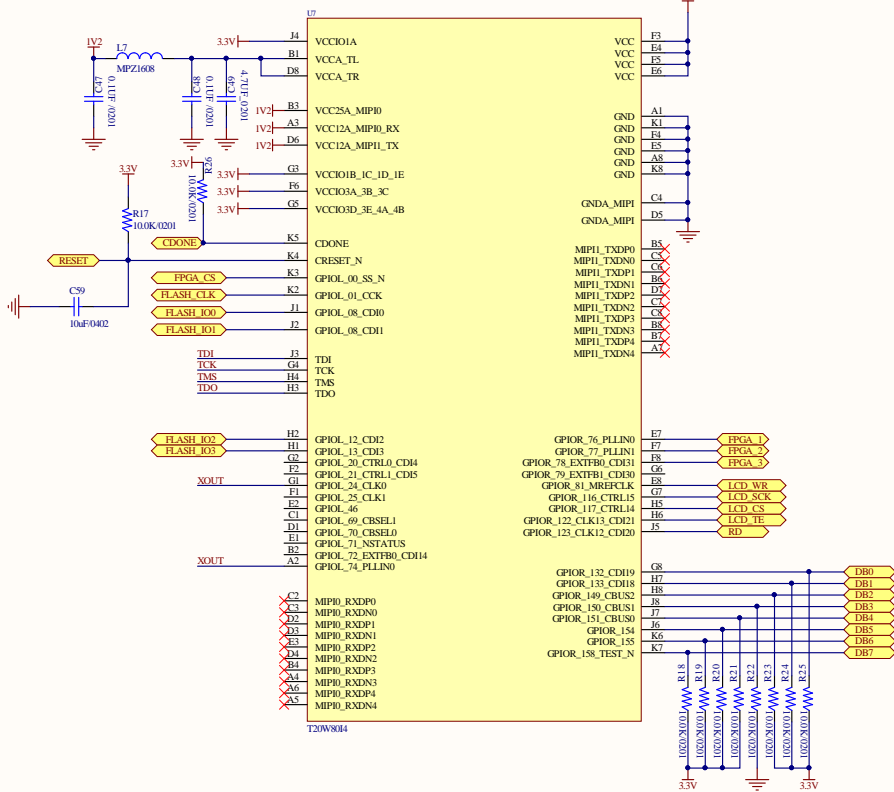 U7
1V2
L7
MPZ1608
C47
0.1UF/0201
C48
0.1UF/0201
C49
4.7UF_0201
3.3V
J4
VCCIO1A
B1
VCCA_TL
D8
VCCA_TR
1V2
B3
VCC25A_MIPI0
1V2
A3
VCC12A_MIPI0_RX
1V2
D6
VCC12A_MIPI1_TX
3.3V
R26
10.0K/0201
3.3V
G3
VCCIO1B_1C_1D_1E
3.3V
F6
VCCIO3A_3B_3C
3.3V
G5
VCCIO3D_3E_4A_4B
3.3V
R17
10.0K/0201
CDONE
K5
CDONE
RESET
K4
CRESET_N
FPGA_CS
K3
GPIOL_00_SS_N
FLASH_CLK
K2
GPIOL_01_CCK
FLASH_IO0
J1
GPIOL_08_CDI0
FLASH_IO1
J2
GPIOL_08_CDI1
C59
10uF/0402
TDI
J3
TDI
TCK
G4
TCK
TMS
H4
TMS
TDO
H3
TDO
FLASH_IO2
H2
GPIOL_12_CDI2
FLASH_IO3
H1
GPIOL_13_CDI3
G2
GPIOL_20_CTRL0_CDI4
F2
GPIOL_21_CTRL1_CDI5
XOUT
G1
GPIOL_24_CLK0
F1
GPIOL_25_CLK1
E2
GPIOL_46
C1
GPIOL_69_CBSEL1
D1
GPIOL_70_CBSEL0
E1
GPIOL_71_NSTATUS
B2
GPIOL_72_EXTFB0_CDI14
XOUT
A2
GPIOL_74_PLLIN0
C2
MIPI0_RXDP0
C3
MIPI0_RXDN0
D2
MIPI0_RXDP1
D3
MIPI0_RXDN1
E3
MIPI0_RXDP2
D4
MIPI0_RXDN2
B4
MIPI0_RXDP3
A4
MIPI0_RXDN3
A6
MIPI0_RXDP4
A5
MIPI0_RXDN4
T20W80I4
VCC
F3
VCC
E4
VCC
F5
VCC
E6
GND
A1
GND
K1
GND
F4
GND
E5
GND
A8
GND
K8
GNDA_MIPI
C4
GNDA_MIPI
D5
MIPI1_TXDP0
B5
MIPI1_TXDN0
C5
MIPI1_TXDP1
C6
MIPI1_TXDN1
B6
MIPI1_TXDP2
D7
MIPI1_TXDN2
C7
MIPI1_TXDP3
C8
MIPI1_TXDN3
B8
MIPI1_TXDP4
B7
MIPI1_TXDN4
A7
GPIOR_76_PLLIN0
E7
FPGA_1
GPIOR_77_PLLIN1
F7
FPGA_2
GPIOR_78_EXTFB0_CDI31
F8
FPGA_3
GPIOR_79_EXTFB1_CDI30
G6
GPIOR_81_MREFCLK
E8
LCD_WR
GPIOR_116_CTRL15
G7
LCD_SCK
GPIOR_117_CTRL14
H5
LCD_CS
GPIOR_122_CLK13_CDI21
H6
LCD_TE
GPIOR_123_CLK12_CDI20
J5
RD
GPIOR_132_CDI19
G8
DB0
GPIOR_133_CDI18
H7
DB1
GPIOR_149_CBUS2
H8
DB2
GPIOR_150_CBUS1
J8
DB3
GPIOR_151_CBUS0
J7
DB4
GPIOR_154
J6
DB5
GPIOR_155
K6
DB6
GPIOR_158_TEST_N
K7
DB7
R18
10.0K/0201
R19
10.0K/0201
R20
10.0K/0201
R21
10.0K/0201
R22
10.0K/0201
R23
10.0K/0201
R24
10.0K/0201
R25
10.0K/0201
3.3V
3.3V